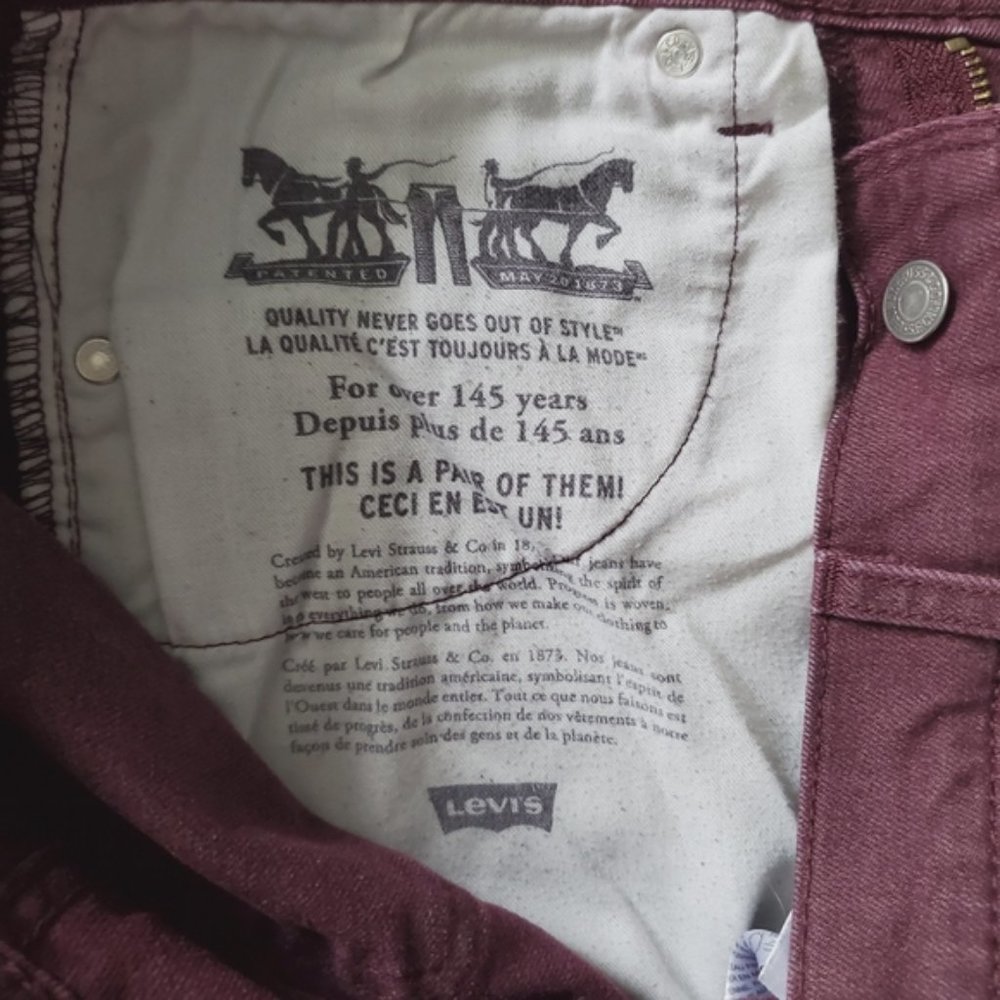 PATENTED
MAY 20 1873
QUALITY NEVER GOES OUT OF STYLE™
LA QUALITÉ C'EST TOUJOURS À LA MODE™
For over 145 years
Depuis plus de 145 ans
THIS IS A PAIR OF THEM!
CECI EN EST UN!
Created by Levi Strauss & Co in jeans have
become an American tradition, the spirit of
the west to people all over the world. is woven
everything we do, from how we make our clothing to
how we care for people and the planet.
Créé par Levi Strauss & Co. en 1873. Nos jeans sont
devenus une tradition américaine, symbolisant l'esprit de
l'Ouest dans le monde entier. Tout ce que nous faisons est
tissé de progrès, de la confection de nos vêtements à notre
façon de prendre soin des gens et de la planète.
LEVI'S